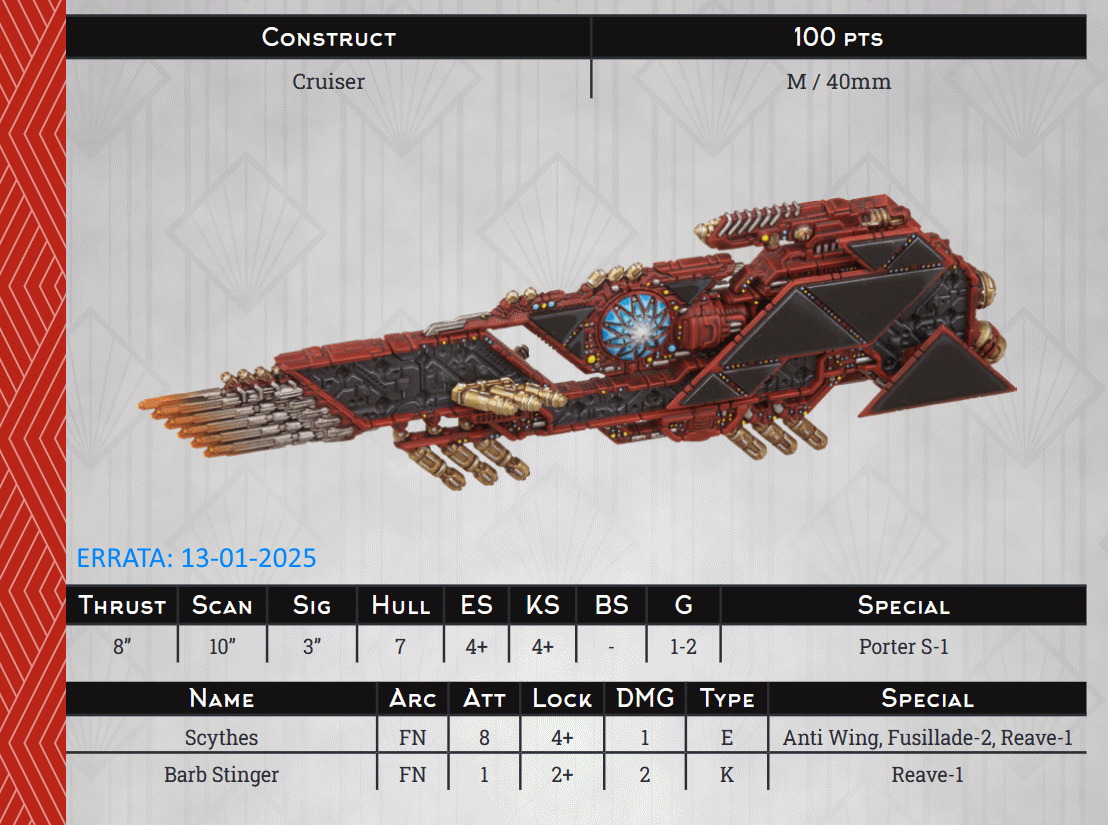 Construct 100 pts
Cruiser M / 40mm
ERRATA: 13-01-2025
Thrust Scan Sig Hull ES KS BS G Special
8” 10” 3” 7 4+ 4+ - 1-2 Porter S-1
Name Arc Att Lock DMG Type Special
Scythes FN 8 4+ 1 E Anti Wing, Fusillade-2, Reave-1
Barb Stinger FN 1 2+ 2 K Reave-1